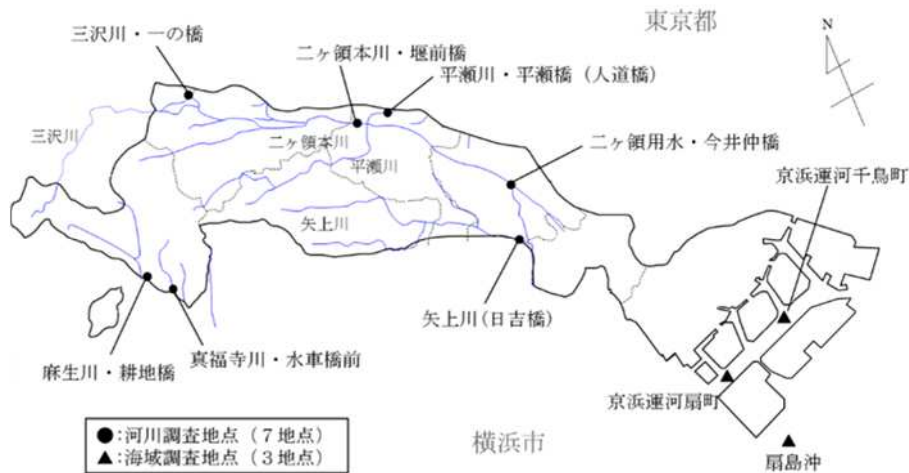 東京都
三沢川・一の橋
二ヶ領本川・堰前橋
平瀬川・平瀬橋（人道橋）
N
三沢川
二ヶ領本川
平瀬川
二ヶ領用水・今井仲橋
京浜運河千鳥町
矢上川
矢上川（日吉橋）
真福寺川・水車橋前
麻生川・耕地橋
京浜運河扇町
●:河川調査地点（7地点）
▲:海域調査地点（3地点）
横浜市
扇島沖